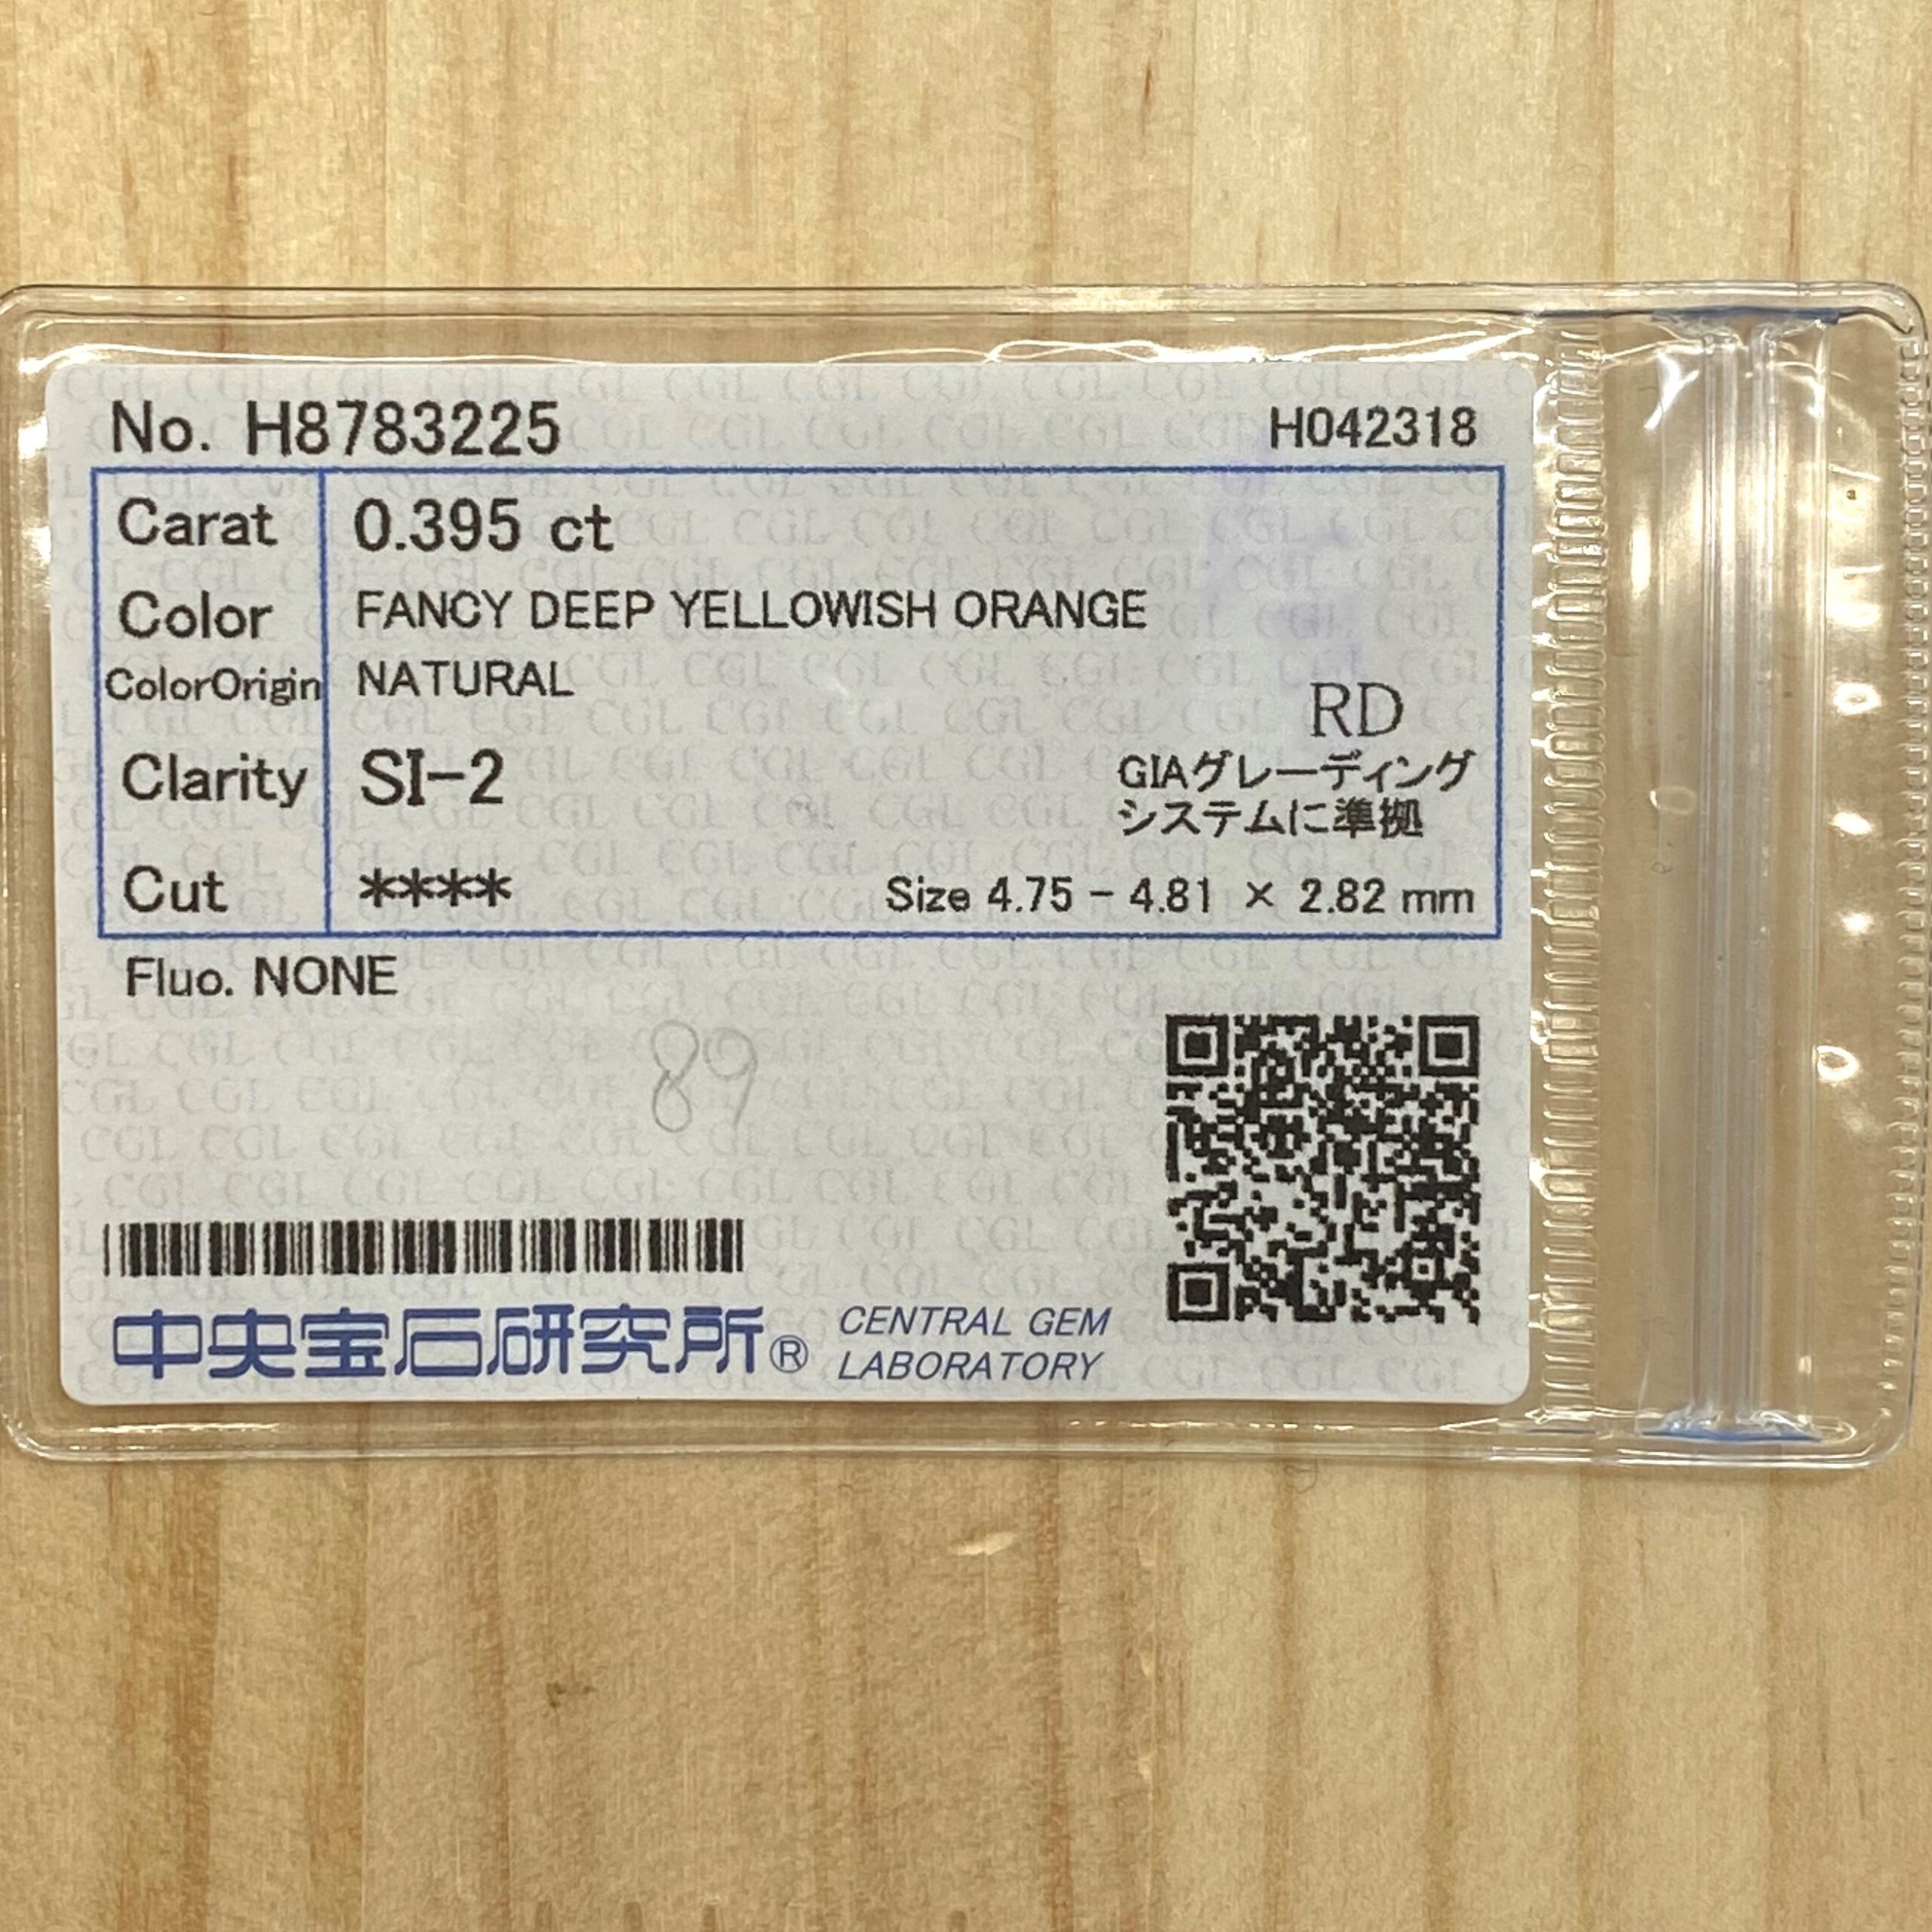 No. H8783225 H042318
Carat 0.395 ct
Color FANCY DEEP YELLOWISH ORANGE
ColorOrigin NATURAL
RD
Clarity SI-2
GIAグレーディング
システムに準拠
Cut ****
Size 4.75 - 4.81 × 2.82 mm
Fluo. NONE
89
中央宝石研究所®
CENTRAL GEM
LABORATORY